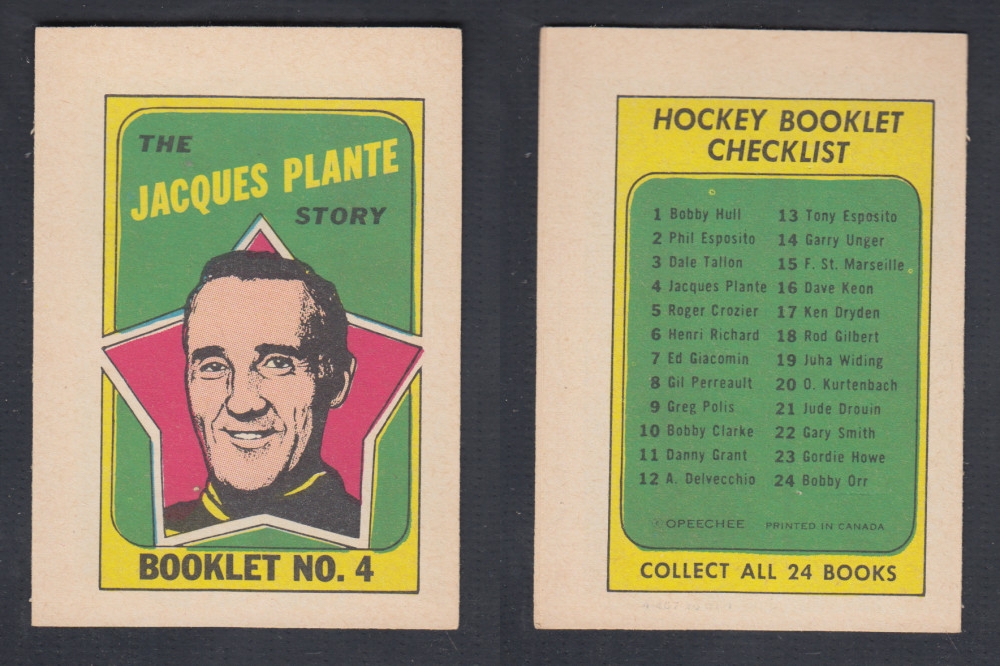 THE
JACQUES PLANTE
STORY
BOOKLET NO. 4
HOCKEY BOOKLET
CHECKLIST
1 Bobby Hull
2 Phil Esposito
3 Dale Tallon
4 Jacques Plante
5 Roger Crozier
6 Henri Richard
7 Ed Giacomin
8 Gil Perreault
9 Greg Polis
10 Bobby Clarke
11 Danny Grant
12 A. Delvecchio
13 Tony Esposito
14 Garry Unger
15 F. St. Marseille
16 Dave Keon
17 Ken Dryden
18 Rod Gilbert
19 Juha Widing
20 O. Kurtenbach
21 Jude Drouin
22 Gary Smith
23 Gordie Howe
24 Bobby Orr
OPEECHEE PRINTED IN CANADA
COLLECT ALL 24 BOOKS